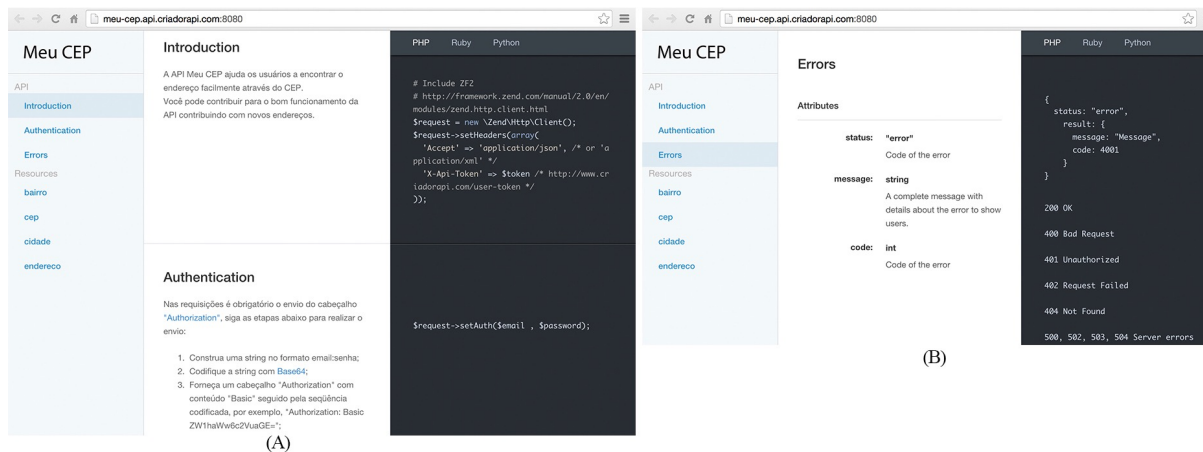 meu-cep.api.criadorapi.com:8080
Meu CEP
API
Introduction
Authentication
Errors
Resources
bairro
cep
cidade
endereco
Introduction
A API Meu CEP ajuda os usuários a encontrar o
endereço facilmente através do CEP.
Você pode contribuir para o bom funcionamento da
API contribuindo com novos endereços.
Authentication
Nas requisições é obrigatório o envio do cabeçalho
"Authorization", siga as etapas abaixo para realizar o
envio:
1. Construa uma string no formato email:senha;
2. Codifique a string com Base64;
3. Forneça um cabeçalho "Authorization" com
conteúdo "Basic" seguido pela seqüência
codificada, por exemplo, "Authorization: Basic
ZW1haWw6c2VuaGE=";
PHP Ruby Python
# Include ZF2
# http://framework.zend.com/manual/2.0/en/
modules/zend.http.client.html
$request = new \Zend\Http\Client();
$request->setHeaders(array(
'Accept' => 'application/json', /* or 'a
pplication/xml' */
'X-Api-Token' => $token /* http://www.cr
iadorapi.com/user-token */
));
$request->setAuth($email , $password);
(A)
meu-cep.api.criadorapi.com:8080
Meu CEP
API
Introduction
Authentication
Errors
Resources
bairro
cep
cidade
endereco
Errors
Attributes
status: "error"
Code of the error
message: string
A complete message with
details about the error to show
users.
code: int
Code of the error
PHP Ruby Python
{
status: "error",
result: {
message: "Message",
code: 4001
}
}
200 OK
400 Bad Request
401 Unauthorized
402 Request Failed
404 Not Found
500, 502, 503, 504 Server errors
(B)